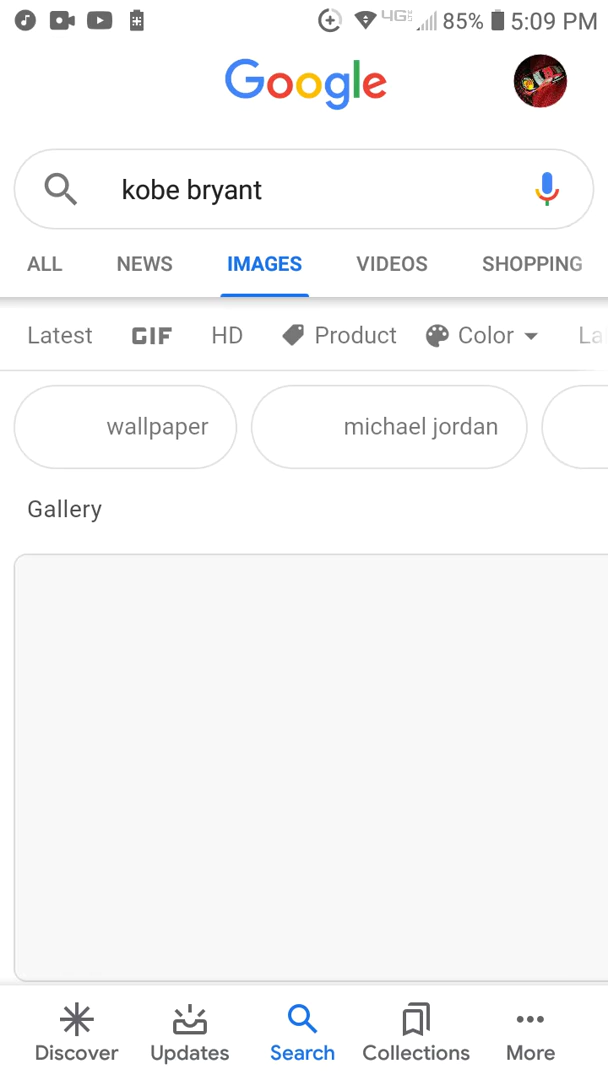 4G 85% 5:09 PM
Google
kobe bryant
ALL NEWS IMAGES VIDEOS SHOPPING
Latest GIF HD Product Color La
wallpaper michael jordan
Gallery
Discover Updates Search Collections More